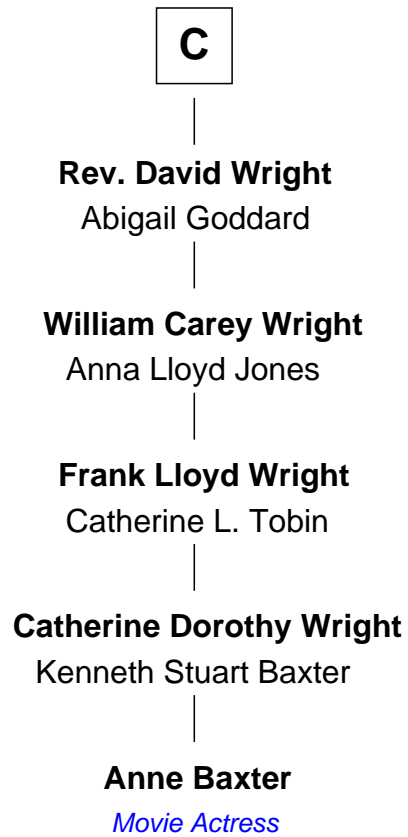 C
Rev. David Wright
Abigail Goddard
William Carey Wright
Anna Lloyd Jones
Frank Lloyd Wright
Catherine L. Tobin
Catherine Dorothy Wright
Kenneth Stuart Baxter
Anne Baxter
Movie Actress